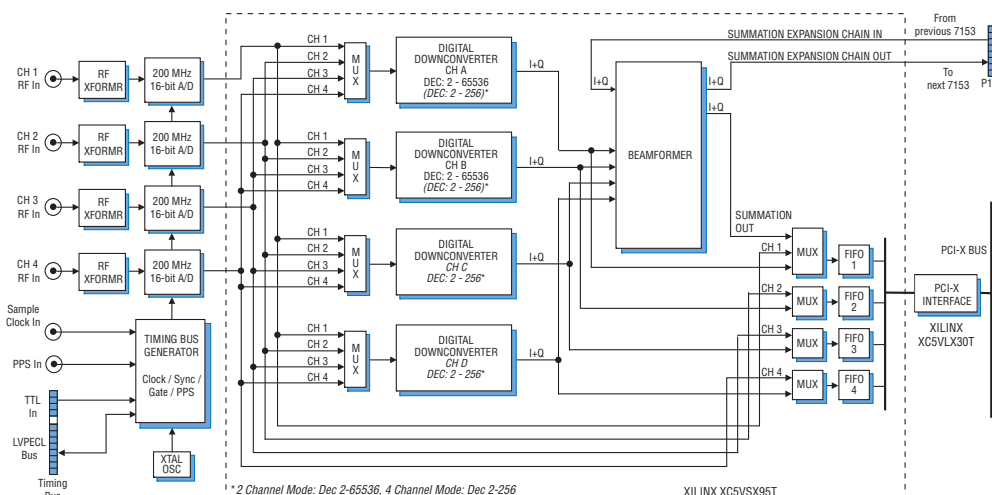 From
previous 7153
SUMMATION EXPANSION CHAIN IN
SUMMATION EXPANSION CHAIN OUT
To
next 7153
P1
CH 1
RF In
RF
XFORMR
200 MHz
16-bit A/D
CH 2
RF In
RF
XFORMR
200 MHz
16-bit A/D
CH 3
RF In
RF
XFORMR
200 MHz
16-bit A/D
CH 4
RF In
RF
XFORMR
200 MHz
16-bit A/D
Sample
Clock In
PPS In
TTL
In
LVPECL
Bus
Timing
TIMING BUS
GENERATOR
Clock / Sync /
Gate / PPS
XTAL
OSC
CH 1
CH 2
CH 3
CH 4
MUX
DIGITAL
DOWNCONVERTER
CH A
DEC: 2 - 65536
(DEC: 2 - 256)*
I+Q
CH 1
CH 2
CH 3
CH 4
MUX
DIGITAL
DOWNCONVERTER
CH B
DEC: 2 - 65536
(DEC: 2 - 256)*
I+Q
CH 1
CH 2
CH 3
CH 4
MUX
DIGITAL
DOWNCONVERTER
CH C
DEC: 2 - 256*
I+Q
CH 1
CH 2
CH 3
CH 4
MUX
DIGITAL
DOWNCONVERTER
CH D
DEC: 2 - 256*
I+Q
I+Q
BEAMFORMER
I+Q
I+Q
SUMMATION
OUT
CH 1
MUX
FIFO
1
CH 2
MUX
FIFO
2
CH 3
MUX
FIFO
3
CH 4
MUX
FIFO
4
PCI-X BUS
PCI-X
INTERFACE
XILINX
XC5VLX30T
* 2 Channel Mode: Dec 2-65536, 4 Channel Mode: Dec 2-256
XILINX XC5VSX95T